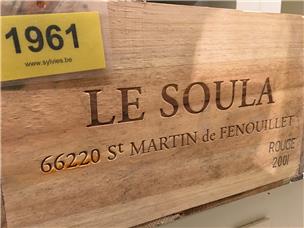 1961
www.sylvies.be
LE SOULA
66220 St MARTIN de FENOUILLET
ROUGE
2001